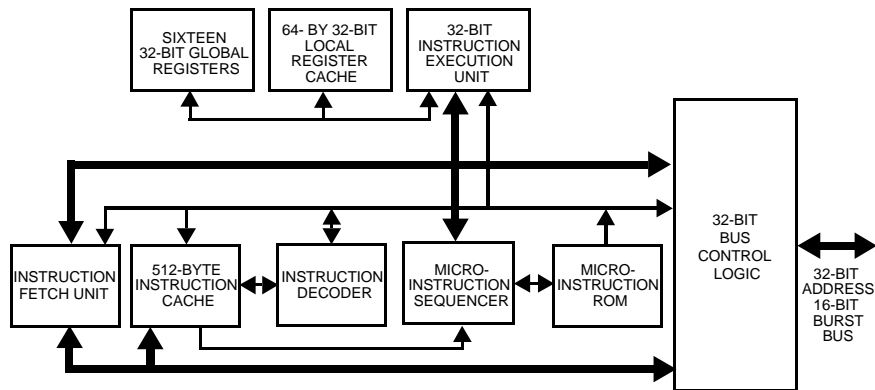 SIXTEEN
32-BIT GLOBAL
REGISTERS
64- BY 32-BIT
LOCAL
REGISTER
CACHE
32-BIT
INSTRUCTION
EXECUTION
UNIT
INSTRUCTION
FETCH UNIT
512-BYTE
INSTRUCTION
CACHE
INSTRUCTION
DECODER
MICRO-
INSTRUCTION
SEQUENCER
MICRO-
INSTRUCTION
ROM
32-BIT
BUS
CONTROL
LOGIC
32-BIT
ADDRESS
16-BIT
BURST
BUS